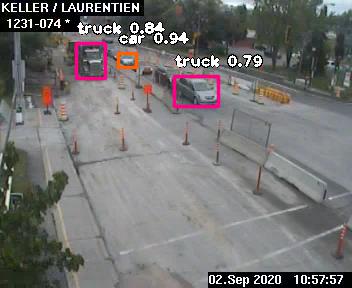 KELLER / LAURENTIEN
1231-074 *
truck 0.84
car 0.94
truck 0.79
02.Sep 2020 10:57:57